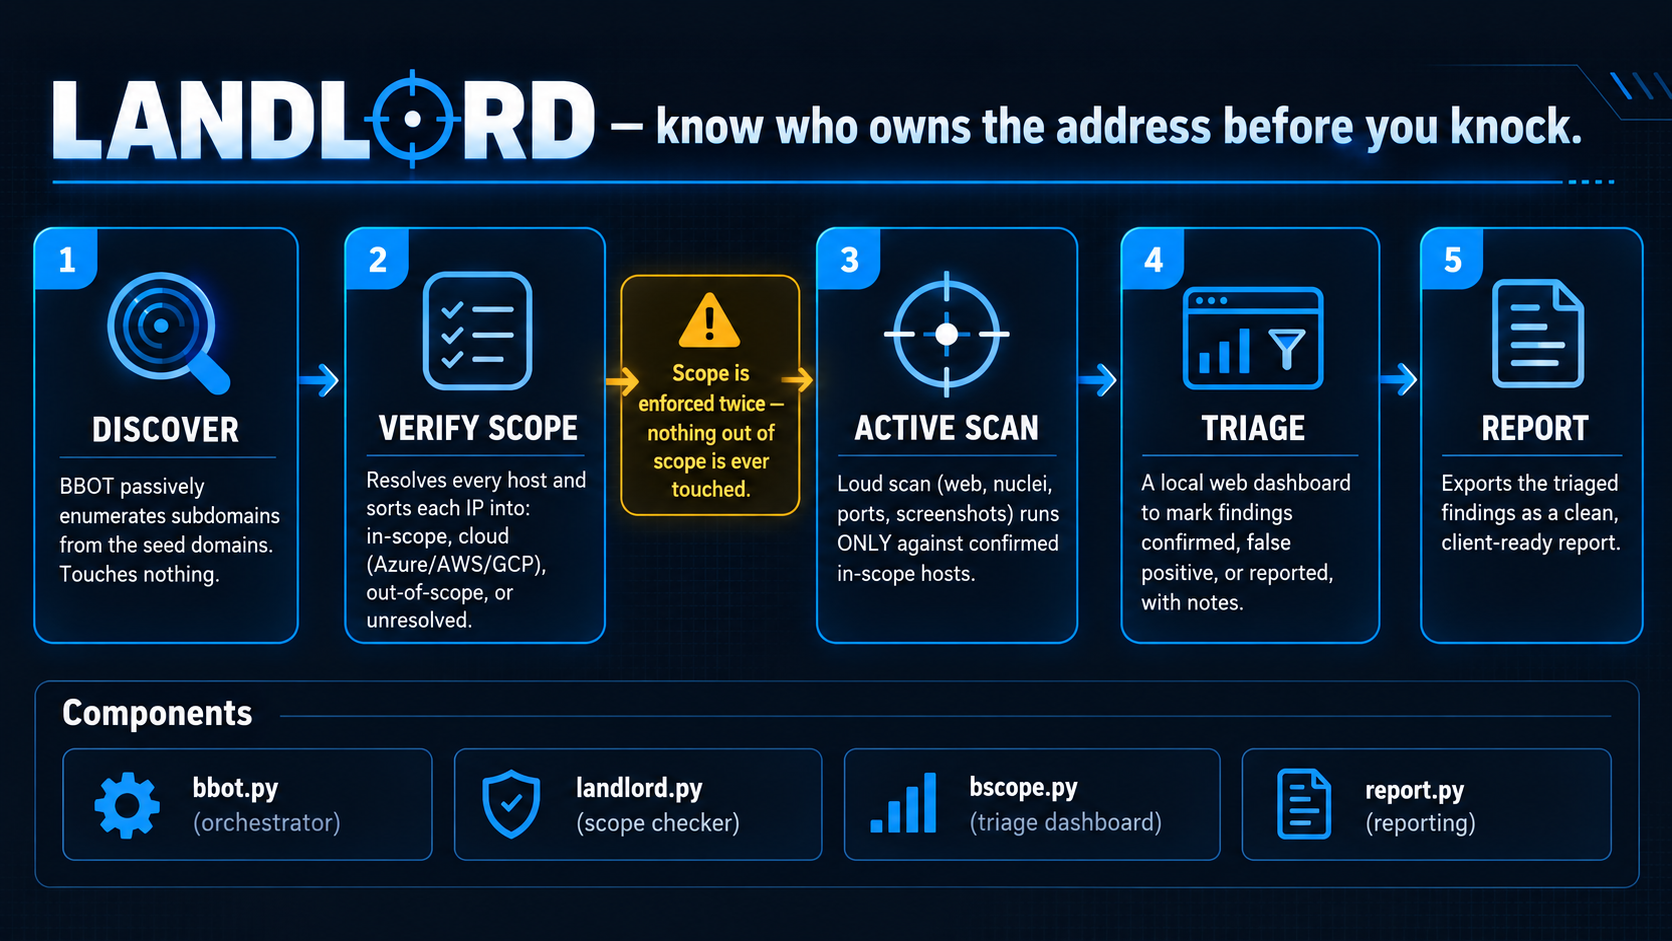 LANDLORD — know who owns the address before you knock.
1
DISCOVER
BBOT passively
enumerates subdomains
from the seed domains.
Touches nothing.
2
VERIFY SCOPE
Resolves every host and
sorts each IP into:
in-scope, cloud
(Azure/AWS/GCP),
out-of-scope, or
unresolved.
Scope is
enforced twice —
nothing out of
scope is ever
touched.
3
ACTIVE SCAN
Loud scan (web, nuclei,
ports, screenshots) runs
ONLY against confirmed
in-scope hosts.
4
TRIAGE
A local web dashboard
to mark findings
confirmed, false
positive, or reported,
with notes.
5
REPORT
Exports the triaged
findings as a clean,
client-ready report.
Components
bbot.py
(orchestrator)
landlord.py
(scope checker)
bscope.py
(triage dashboard)
report.py
(reporting)